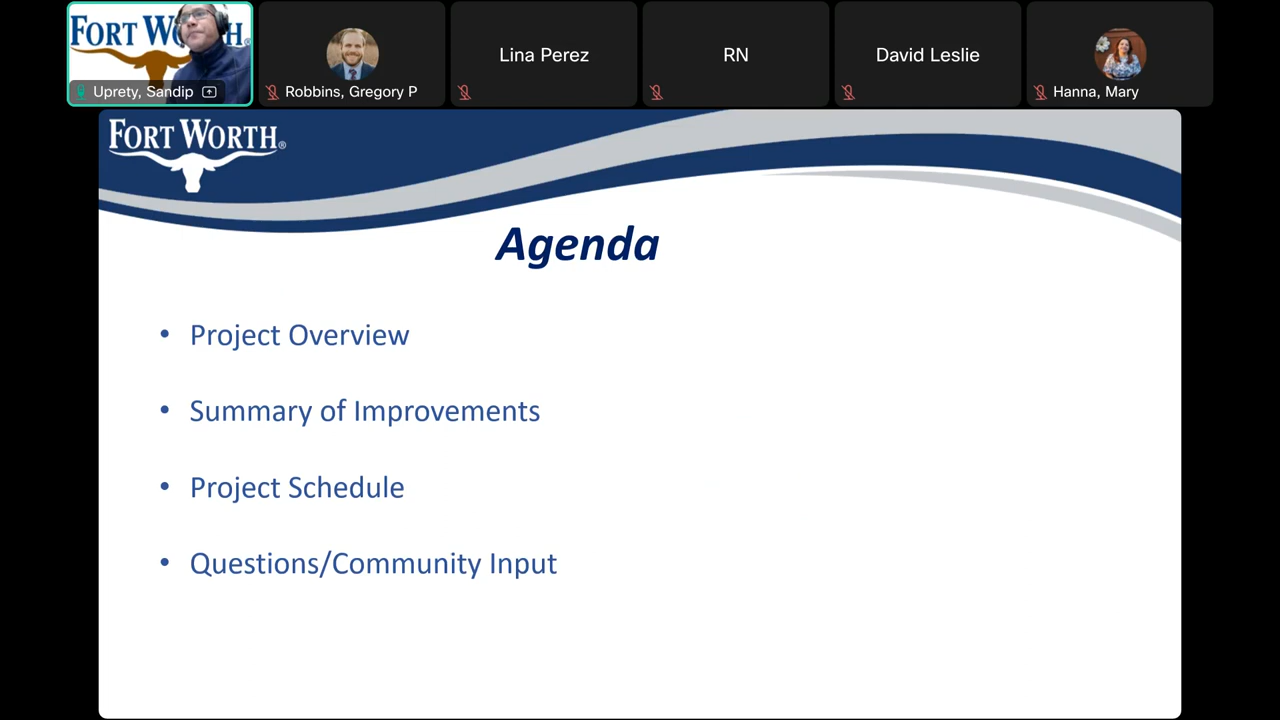 FORT WORTH
Uprety, Sandip
Robbins, Gregory P
Lina Perez
RN
David Leslie
Hanna, Mary
FORT WORTH®
Agenda
• Project Overview
• Summary of Improvements
• Project Schedule
• Questions/Community Input